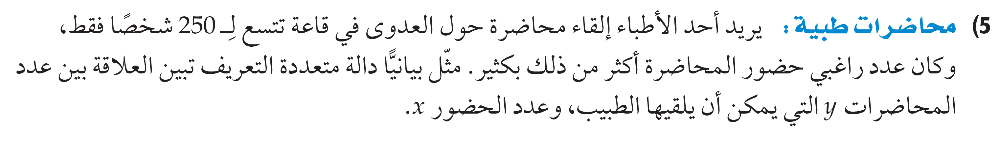 5) محاضرات طبية : يريد أحد الأطباء إلقاء محاضرة حول العدوى في قاعة تتسع لِـ 250 شخصًا فقط،
وكان عدد راغبي حضور المحاضرة أكثر من ذلك بكثير. مثّل بيانيًّا دالة متعددة التعريف تبين العلاقة بين عدد
المحاضرات y التي يمكن أن يلقيها الطبيب، وعدد الحضور x.